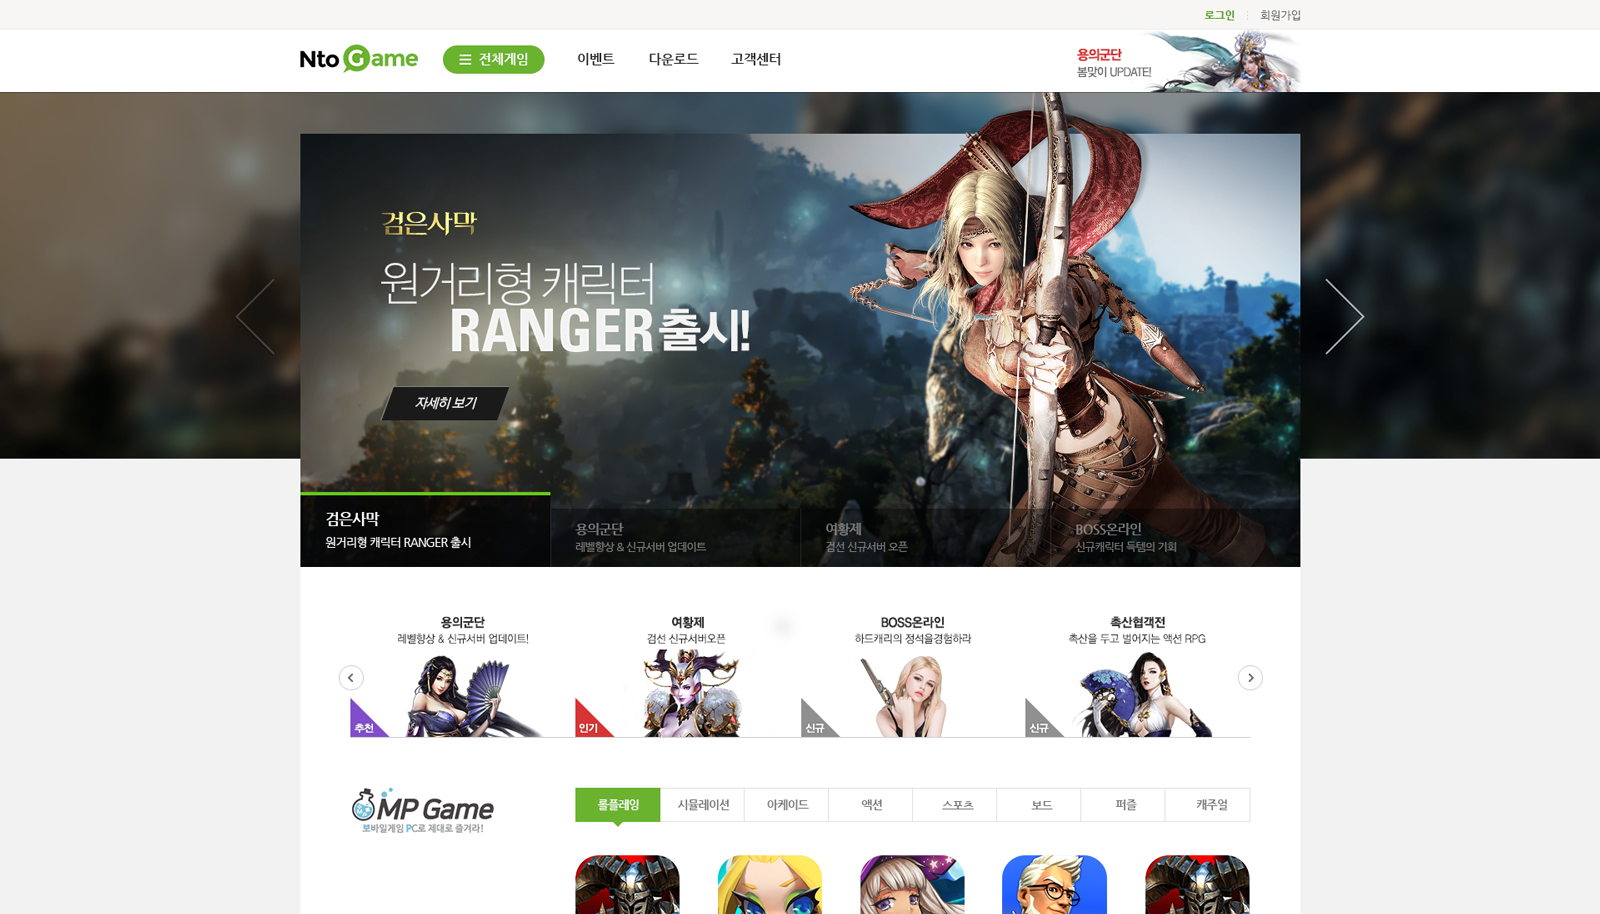 로그인
회원가입
Nto Game
전체게임
이벤트
다운로드
고객센터
용의군단
봄맞이 UPDATE!
검은사막
원거리형 캐릭터
RANGER 출시!
자세히 보기
검은사막
원거리형 캐릭터 RANGER 출시
용의군단
레벨향상 & 신규서버 업데이트
여황제
검선 신규서버 오픈
BOSS온라인
신규캐릭터 득템의 기회
용의군단
레벨향상 & 신규서버 업데이트!
추천
여황제
검선 신규서버오픈
인기
BOSS온라인
하드캐리의 정석을경험하라
신규
촉산협객전
촉산을 두고 벌어지는 액션 RPG
신규
MP Game
모바일게임 PC로 제대로 즐겨라!
롤플레잉
시뮬레이션
아케이드
액션
스포츠
보드
퍼즐
캐주얼